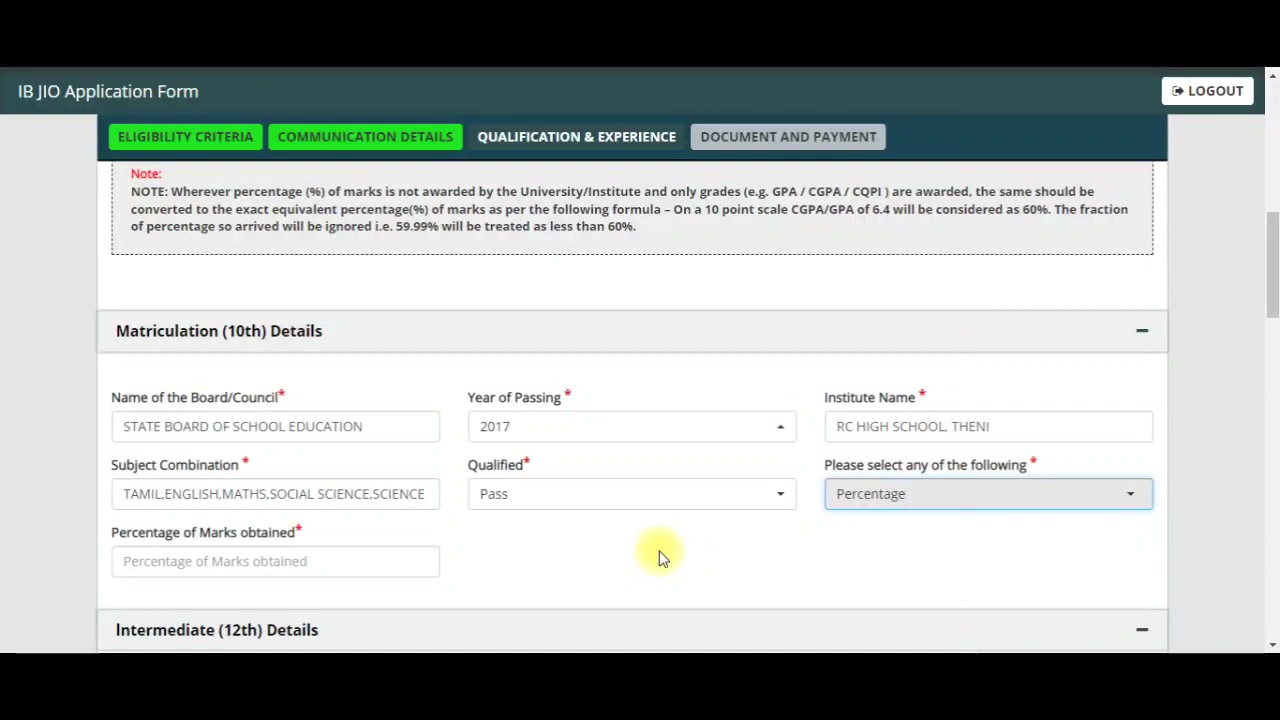 IB JIO Application Form
LOGOUT
ELIGIBILITY CRITERIA COMMUNICATION DETAILS QUALIFICATION & EXPERIENCE DOCUMENT AND PAYMENT
Note:
NOTE: Wherever percentage (%) of marks is not awarded by the University/Institute and only grades (e.g. GPA / CGPA / CQPI ) are awarded, the same should be
converted to the exact equivalent percentage(%) of marks as per the following formula – On a 10 point scale CGPA/GPA of 6.4 will be considered as 60%. The fraction
of percentage so arrived will be ignored i.e. 59.99% will be treated as less than 60%.
Matriculation (10th) Details
Name of the Board/Council* Year of Passing * Institute Name *
STATE BOARD OF SCHOOL EDUCATION 2017 RC HIGH SCHOOL, THENI
Subject Combination * Qualified* Please select any of the following *
TAMIL,ENGLISH,MATHS,SOCIAL SCIENCE,SCIENCE Pass Percentage
Percentage of Marks obtained*
Percentage of Marks obtained
Intermediate (12th) Details